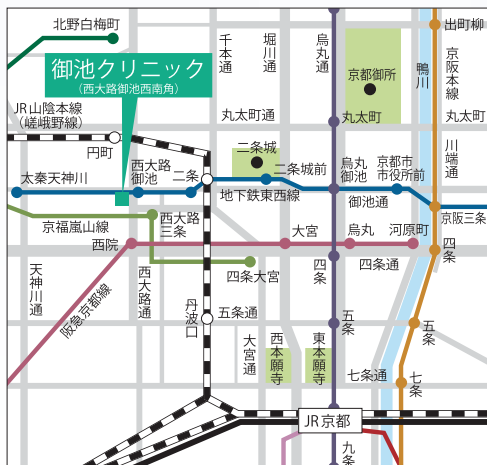 北野白梅町
千本通
堀川通
烏丸通
出町柳
御池クリニック
(西大路御池西南角)
京都御所
鴨川
京阪本線
JR山陰本線
(嵯峨野線)
丸太町通
丸太町
丸太町
円町
二条城
川端通
西大路
御池
二条
二条城前
烏丸
御池
京都市
市役所前
太秦天神川
地下鉄東西線
御池通
京阪三条
京福嵐山線
西大路
三条
大宮
烏丸
河原町
西院
四条
四条通
四条
四条大宮
天神川通
西大路通
阪急京都線
丹波口
五条通
五条
五条
大宮通
西本願寺
東本願寺
七条通
七条
JR京都
九条